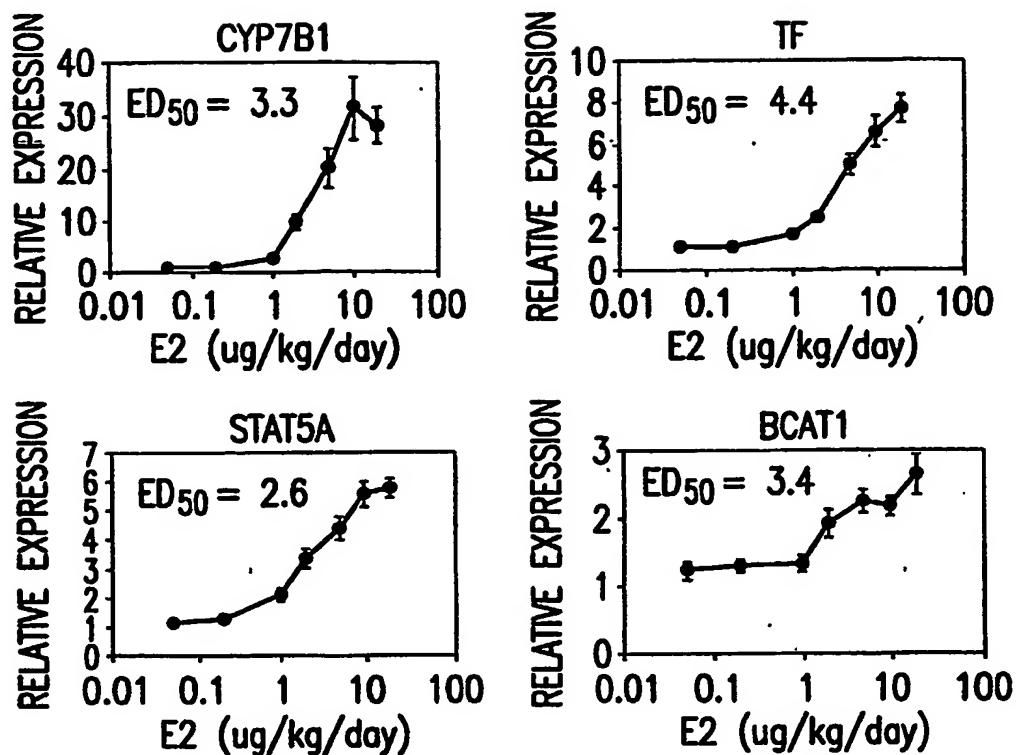 CYP7B1
RELATIVE EXPRESSION
40
30
20
10
0
ED50 = 3.3
0.01 0.1 1 10 100
E2 (ug/kg/day)
TF
RELATIVE EXPRESSION
10
8
6
4
2
0
ED50 = 4.4
0.01 0.1 1 10 100
E2 (ug/kg/day)
STAT5A
RELATIVE EXPRESSION
7
6
5
4
3
2
1
0
ED50 = 2.6
0.01 0.1 1 10 100
E2 (ug/kg/day)
BCAT1
RELATIVE EXPRESSION
3
2
1
0
ED50 = 3.4
0.01 0.1 1 10 100
E2 (ug/kg/day)